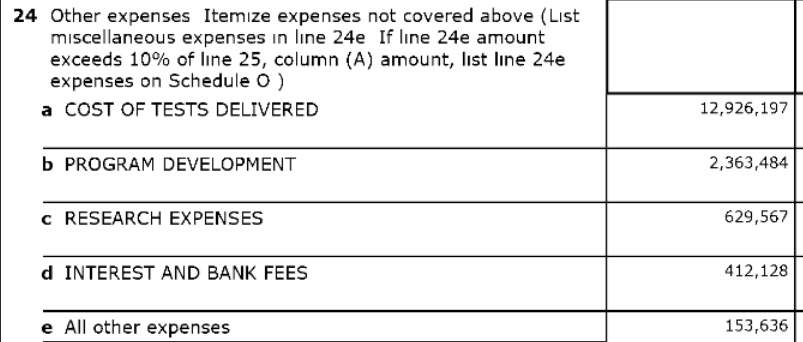 24 Other expenses Itemize expenses not covered above (List
miscellaneous expenses in line 24e If line 24e amount
exceeds 10% of line 25, column (A) amount, list line 24e
expenses on Schedule O )
a COST OF TESTS DELIVERED 12,926,197
b PROGRAM DEVELOPMENT 2,363,484
c RESEARCH EXPENSES 629,567
d INTEREST AND BANK FEES 412,128
e All other expenses 153,636